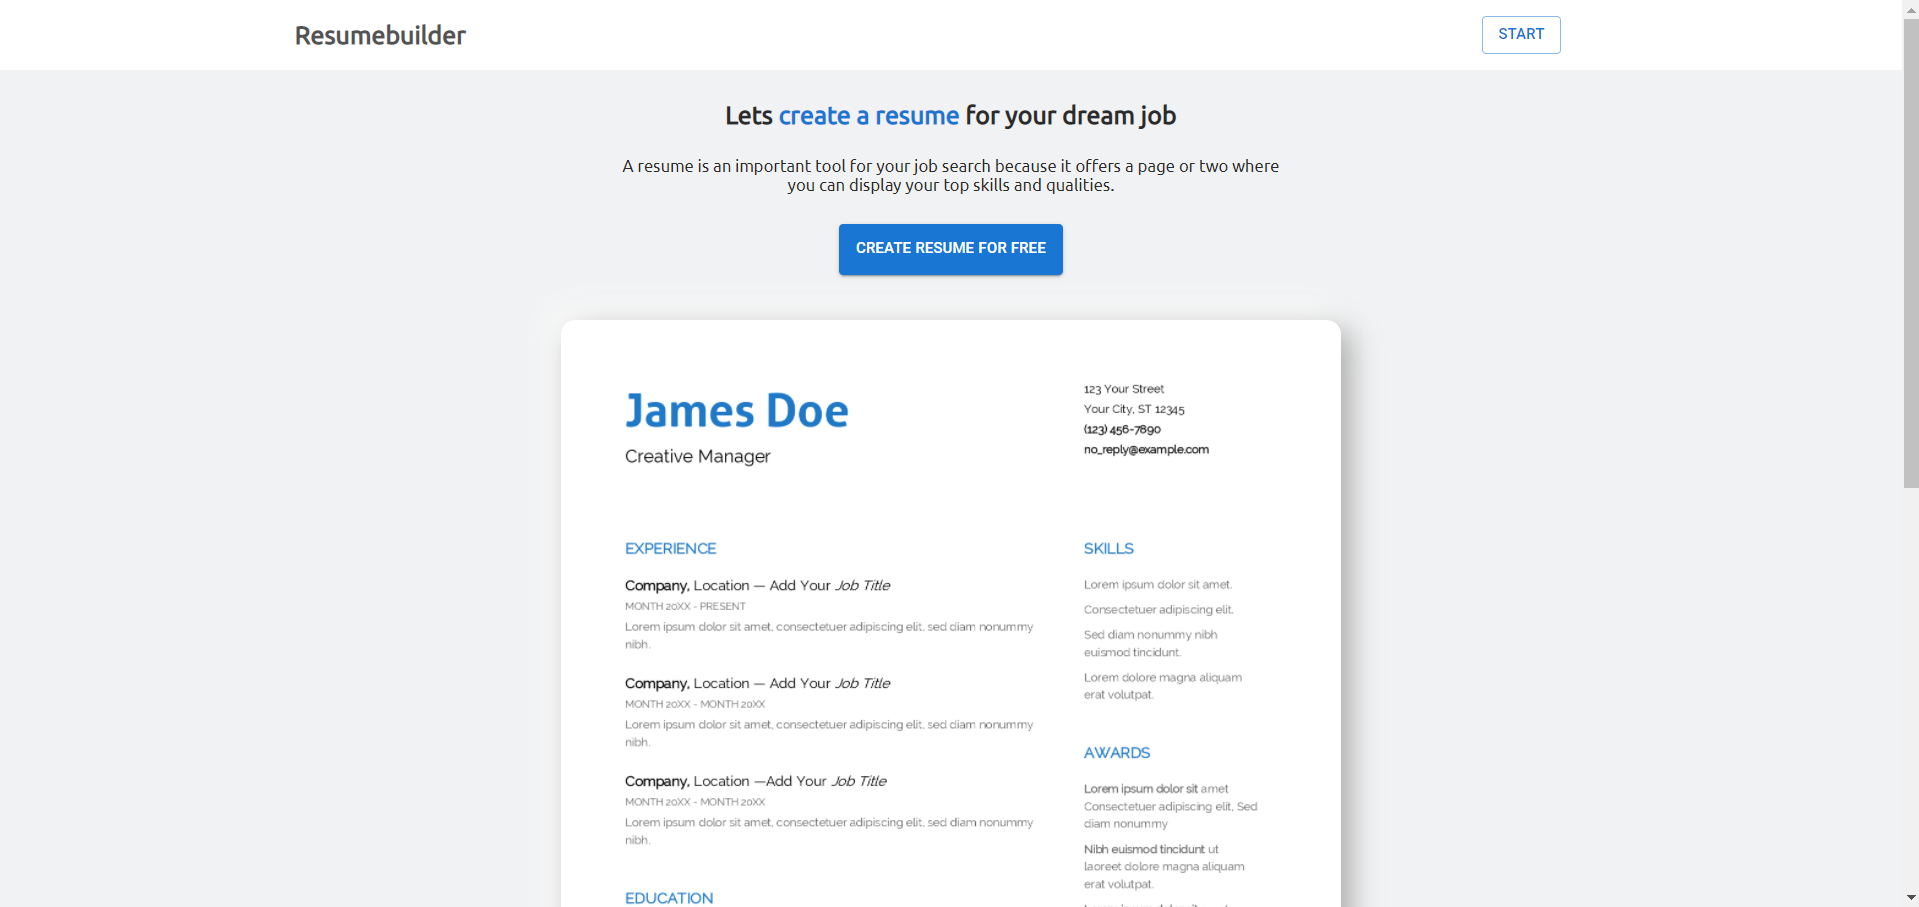 Resumebuilder
START
Lets create a resume for your dream job
A resume is an important tool for your job search because it offers a page or two where
you can display your top skills and qualities.
CREATE RESUME FOR FREE
James Doe
Creative Manager
123 Your Street
Your City, ST 12345
(123) 456-7890
no_reply@example.com
EXPERIENCE
Company, Location — Add Your Job Title
MONTH 20XX - PRESENT
Lorem ipsum dolor sit amet, consectetuer adipiscing elit, sed diam nonummy
nibh.
Company, Location — Add Your Job Title
MONTH 20XX - MONTH 20XX
Lorem ipsum dolor sit amet, consectetuer adipiscing elit, sed diam nonummy
nibh.
Company, Location —Add Your Job Title
MONTH 20XX - MONTH 20XX
Lorem ipsum dolor sit amet, consectetuer adipiscing elit, sed diam nonummy
nibh.
EDUCATION
SKILLS
Lorem ipsum dolor sit amet.
Consectetuer adipiscing elit.
Sed diam nonummy nibh
euismod tincidunt.
Lorem dolore magna aliquam
erat volutpat.
AWARDS
Lorem ipsum dolor sit amet
Consectetuer adipiscing elit, Sed
diam nonummy
Nibh euismod tincidunt ut
laoreet dolore magna aliquam
erat volutpat.